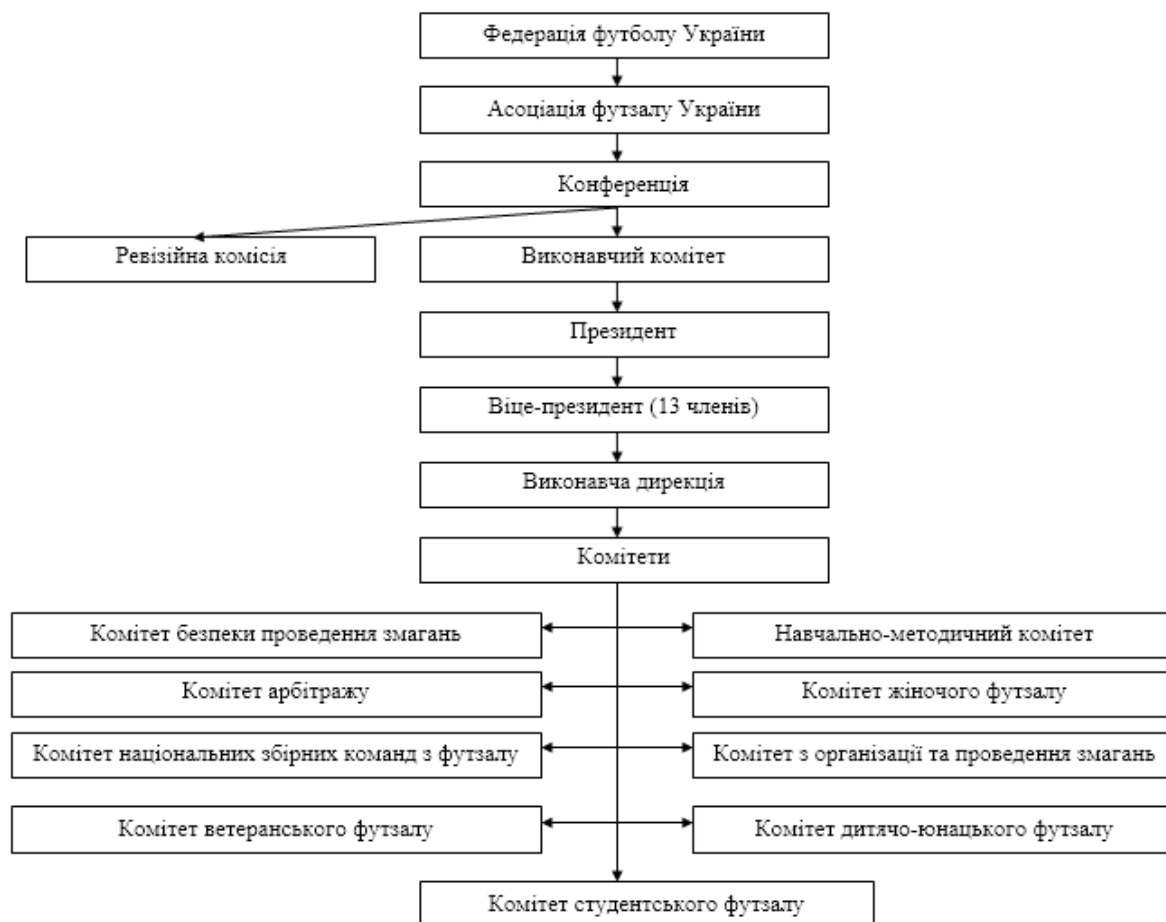 Федерація футболу України
Асоціація футзалу України
Конференція
Ревізійна комісія
Виконавчий комітет
Президент
Віце-президент (13 членів)
Виконавча дирекція
Комітети
Комітет безпеки проведення змагань
Навчально-методичний комітет
Комітет арбітражу
Комітет жіночого футзалу
Комітет національних збірних команд з футзалу
Комітет з організації та проведення змагань
Комітет ветеранського футзалу
Комітет дитячо-юнацького футзалу
Комітет студентського футзалу